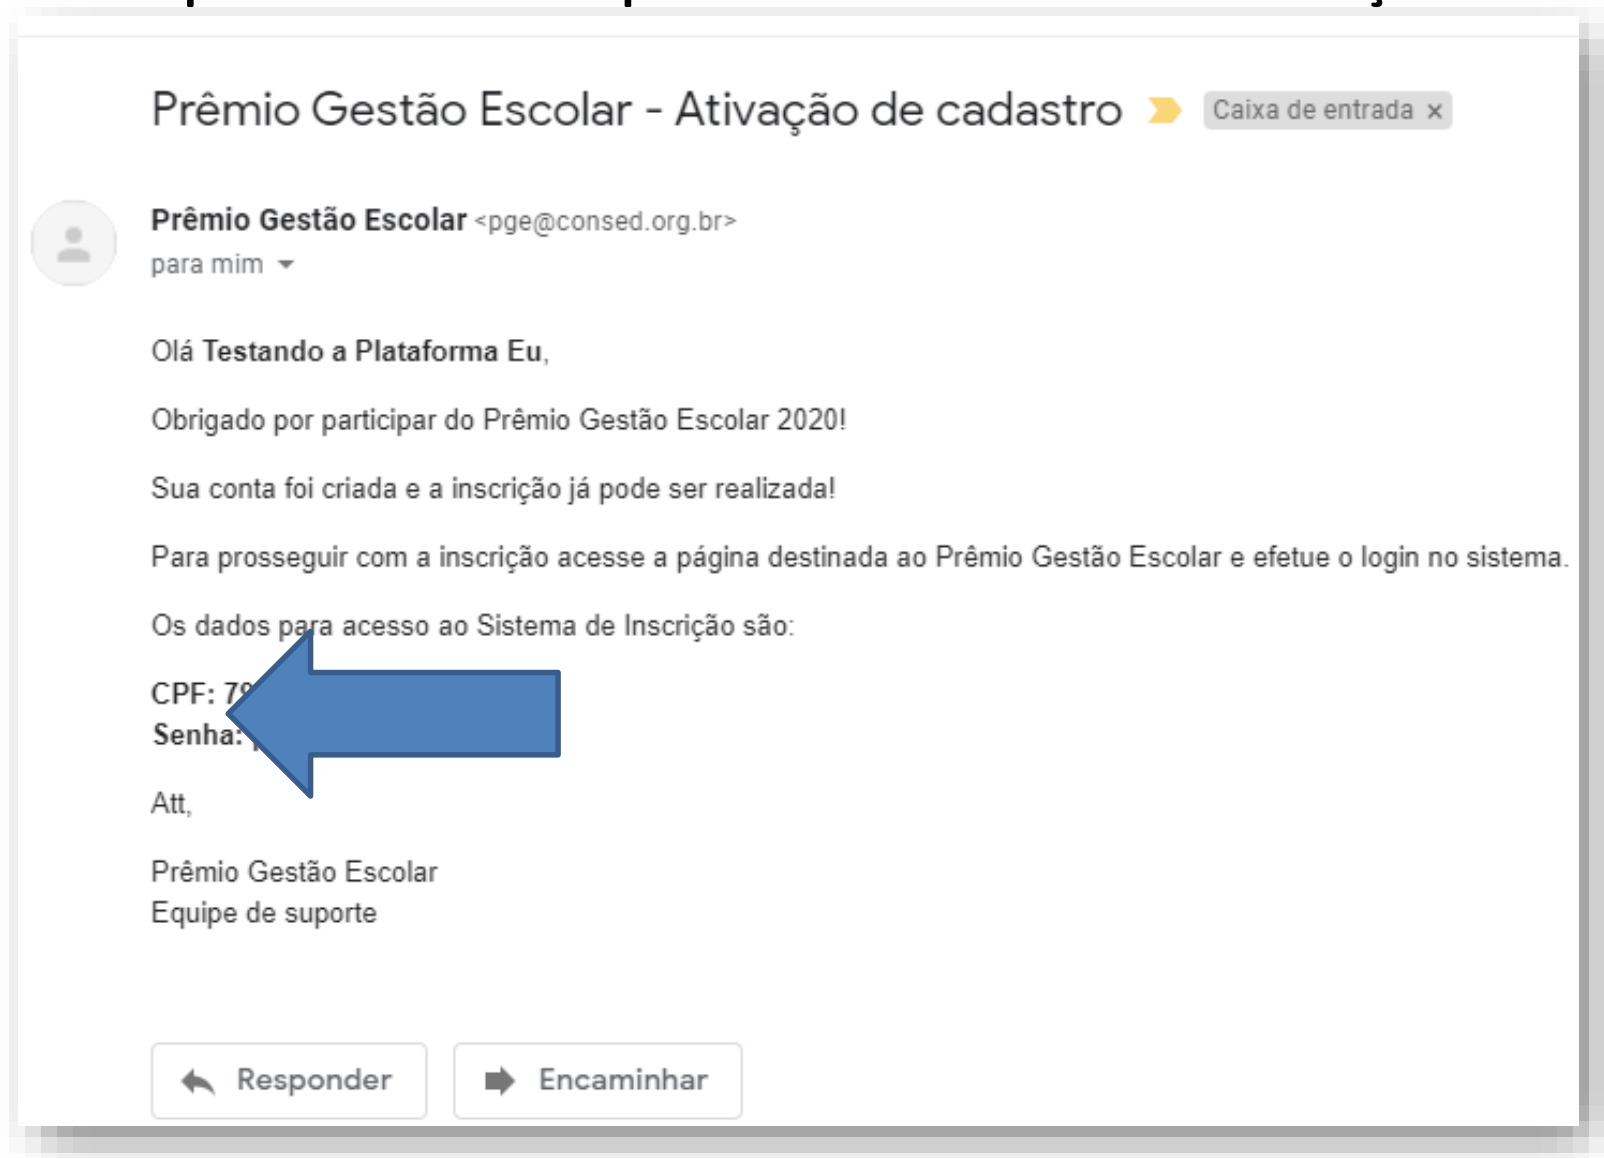 Prêmio Gestão Escolar - Ativação de cadastro Caixa de entrada x
Prêmio Gestão Escolar <pge@consed.org.br>
para mim
Olá Testando a Plataforma Eu,
Obrigado por participar do Prêmio Gestão Escolar 2020!
Sua conta foi criada e a inscrição já pode ser realizada!
Para prosseguir com a inscrição acesse a página destinada ao Prêmio Gestão Escolar e efetue o login no sistema.
Os dados para acesso ao Sistema de Inscrição são:
CPF:
Senha:
Att,
Prêmio Gestão Escolar
Equipe de suporte
Responder Encaminhar